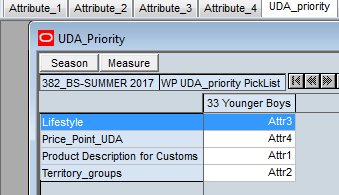 Attribute_1 Attribute_2 Attribute_3 Attribute_4 UDA_priority
UDA_Priority
Season Measure
382_BS-SUMMER 2017 WP UDA_priority PickList
33 Younger Boys
Lifestyle Attr3
Price_Point_UDA Attr4
Product Description for Customs Attr1
Territory_groups Attr2